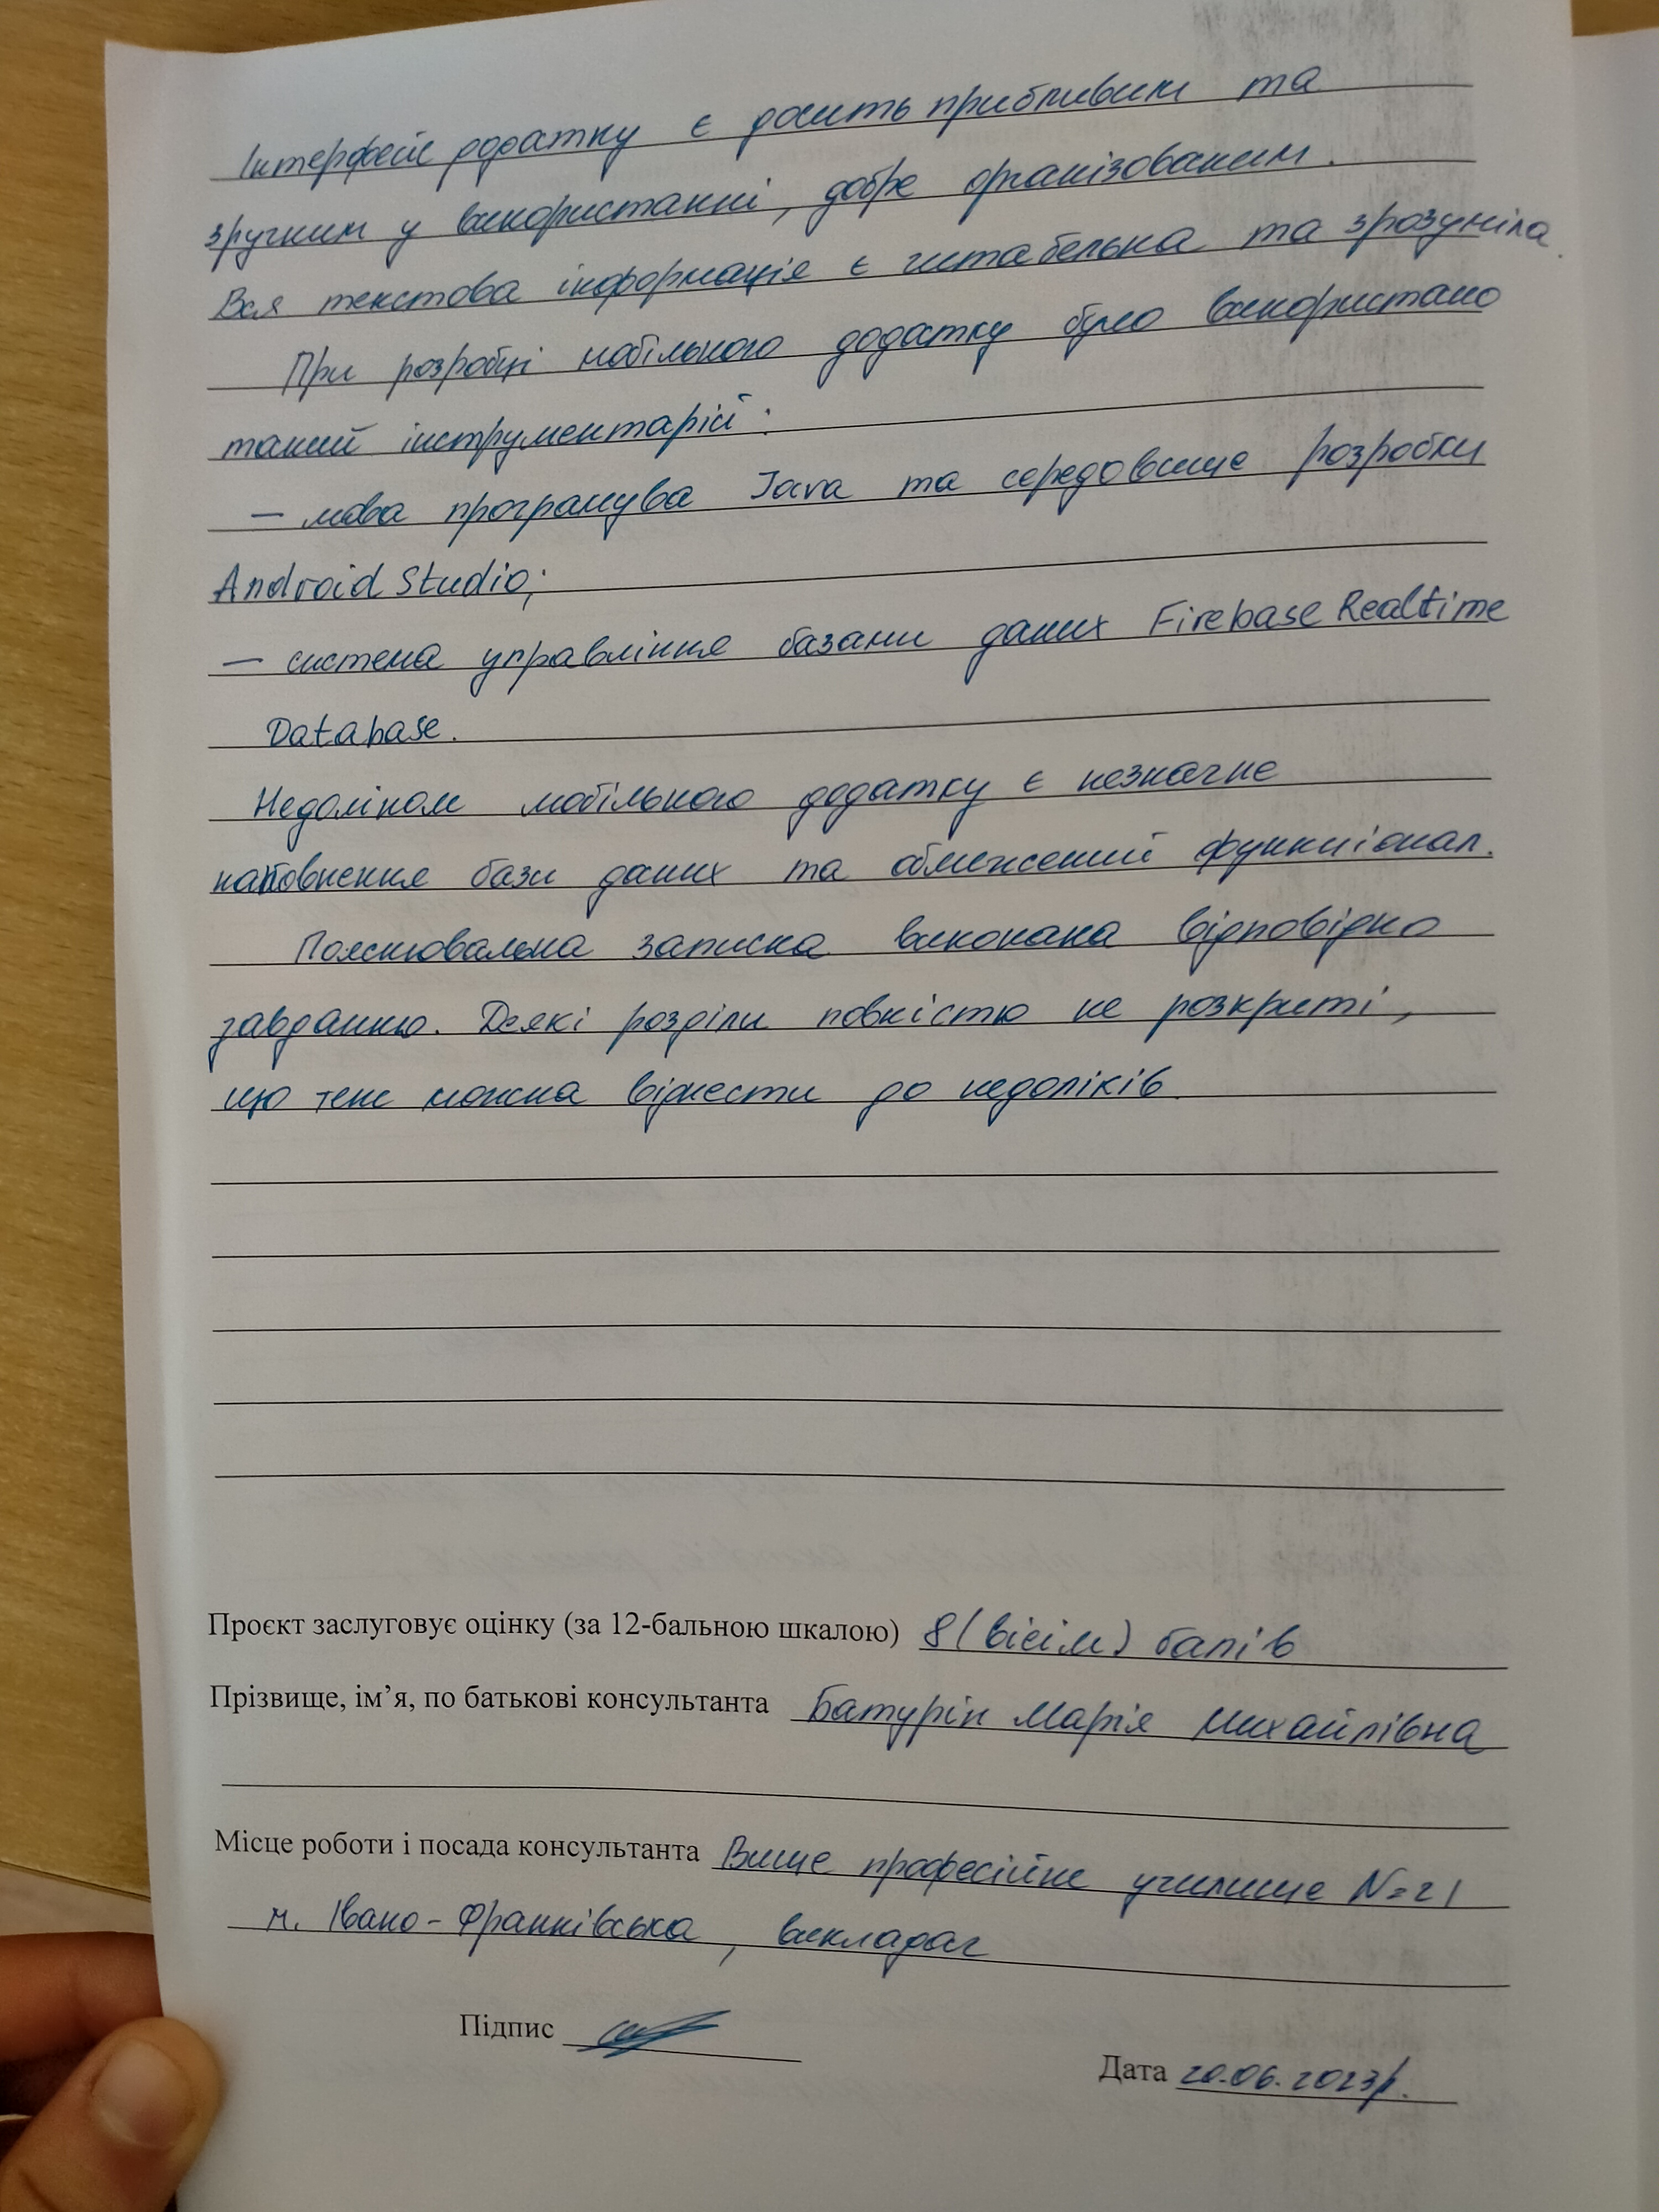 Інтерфейс додатку є досить привливим та
зручним у використанні, добре організованим.
Вся текстова інформація є читабельна та зрозуміла.
При розробці мобільного додатку було використано
такий інструментарій:
— мова програмува Java та середовище розробки
Android Studio;
— система управління базами даних Firebase Realtime
Database.
Недоліком мобільного додатку є незначне
наповнення бази даних та обмежений функціонал.
Пояснювальна записка виконана відповідно
завданню. Деякі розділи повністю не розкриті,
що теж можна віднести до недоліків.
Проєкт заслуговує оцінку (за 12-бальною шкалою) 8 (вісім) балів
Прізвище, ім’я, по батькові консультанта Батурін Марія Михайлівна
Місце роботи і посада консультанта Вище професійне училище №21
м. Івано-Франківська, викладач
Підпис
Дата 20.06.2023р.